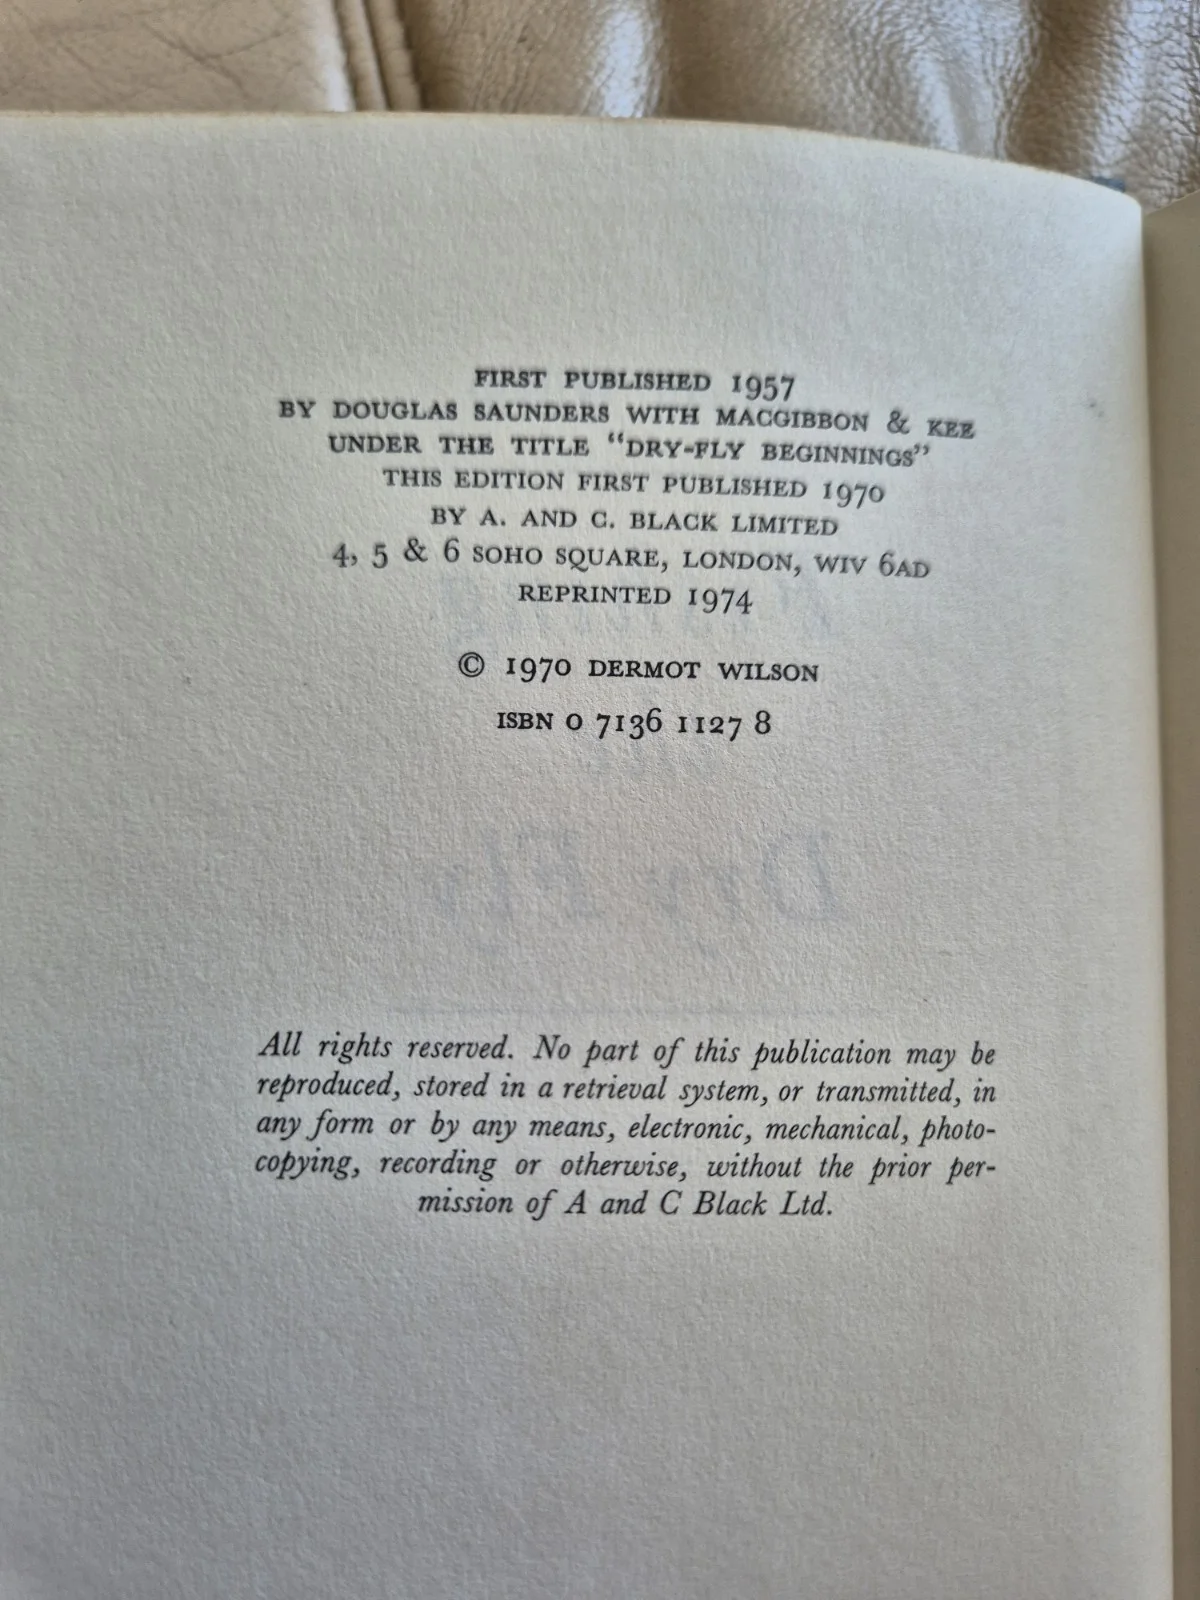 FIRST PUBLISHED 1957
BY DOUGLAS SAUNDERS WITH MACGIBBON & KEE
UNDER THE TITLE “DRY-FLY BEGINNINGS”
THIS EDITION FIRST PUBLISHED 1970
BY A. AND C. BLACK LIMITED
4, 5 & 6 SOHO SQUARE, LONDON, WIV 6AD
REPRINTED 1974
© 1970 DERMOT WILSON
ISBN 0 7136 1127 8
Dry Fly
All rights reserved. No part of this publication may be
reproduced, stored in a retrieval system, or transmitted, in
any form or by any means, electronic, mechanical, photo-
copying, recording or otherwise, without the prior per-
mission of A and C Black Ltd.